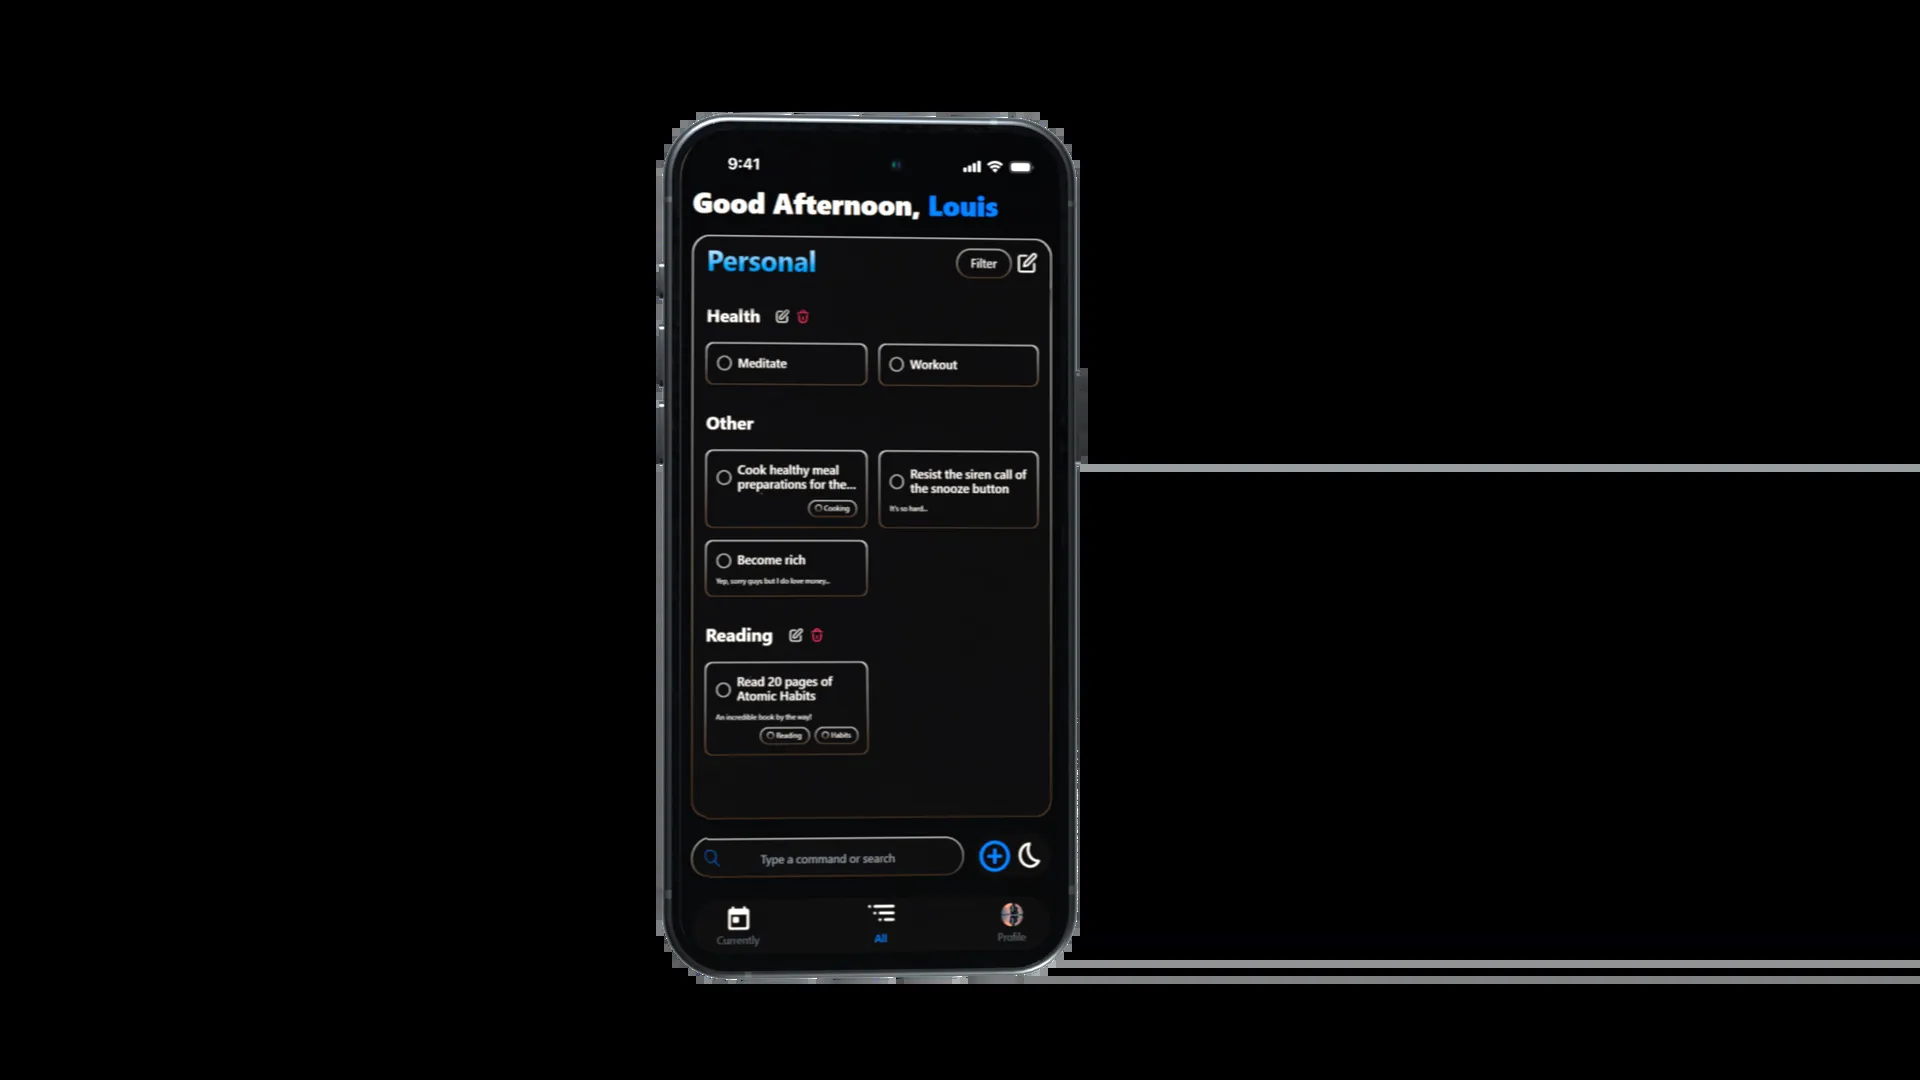 9:41
Good Afternoon, Louis
Personal
Filter
Health
Meditate
Workout
Other
Cook healthy meal
preparations for the...
Cooking
Resist the siren call of
the snooze button
It's so hard...
Become rich
Yep, sorry guys but I do love money...
Reading
Read 20 pages of
Atomic Habits
An incredible book by the way!
Reading
Habits
Type a command or search
Currently
All
Profile